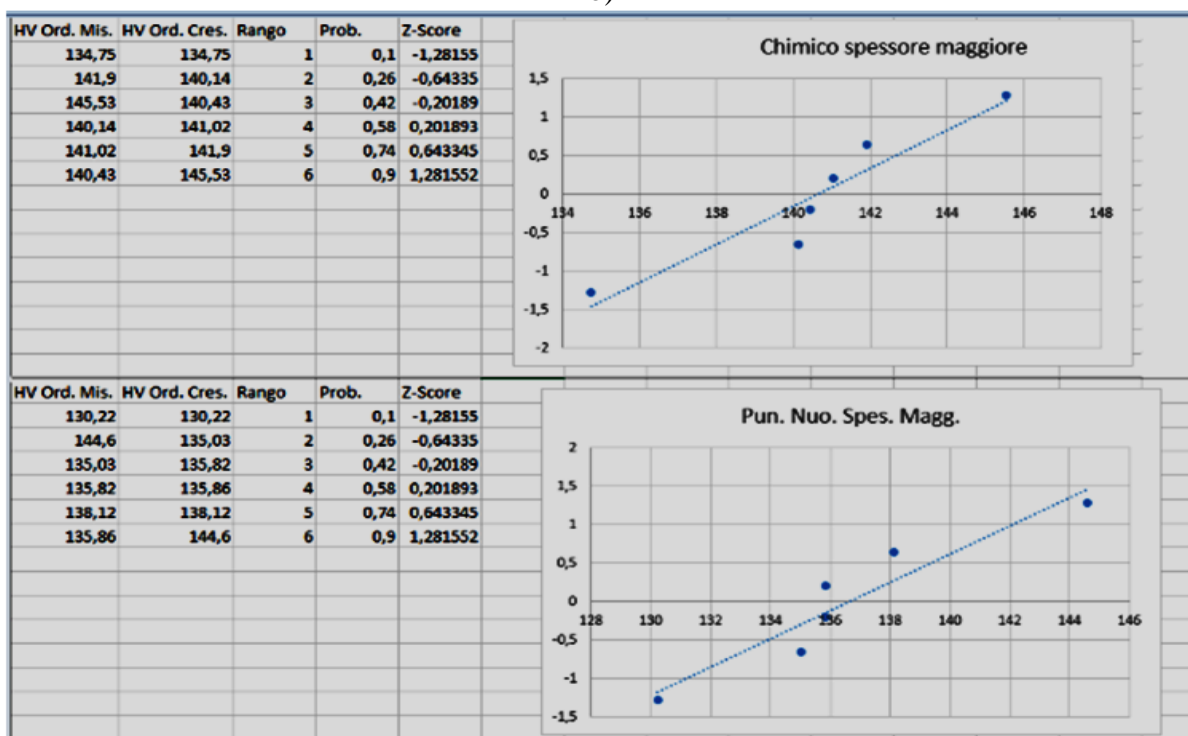 HV Ord. Mis. HV Ord. Cres. Rango Prob. Z-Score
134,75 134,75 1 0,1 -1,28155
141,9 140,14 2 0,26 -0,64335
145,53 140,43 3 0,42 -0,20189
140,14 141,02 4 0,58 0,201893
141,02 141,9 5 0,74 0,643345
140,43 145,53 6 0,9 1,281552
Chimico spessore maggiore
1,5
1
0,5
0
134 136 138 140 142 144 146 148
-0,5
-1
-1,5
-2
HV Ord. Mis. HV Ord. Cres. Rango Prob. Z-Score
130,22 130,22 1 0,1 -1,28155
144,6 135,03 2 0,26 -0,64335
135,03 135,82 3 0,42 -0,20189
135,82 135,86 4 0,58 0,201893
138,12 138,12 5 0,74 0,643345
135,86 144,6 6 0,9 1,281552
Pun. Nuo. Spes. Magg.
2
1,5
1
0,5
0
128 130 132 134 136 138 140 142 144 146
-0,5
-1
-1,5